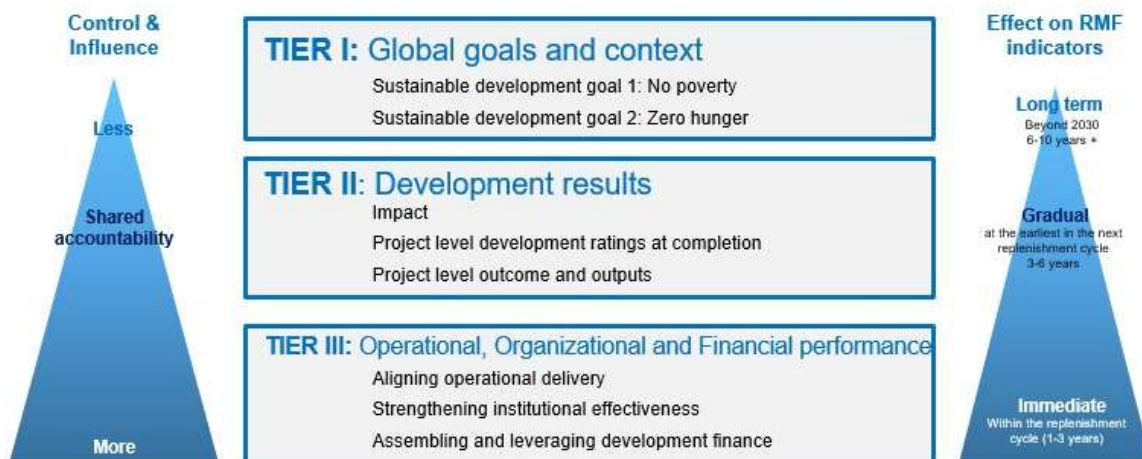 Control &
Influence
Less
Shared
accountability
More
TIER I: Global goals and context
Sustainable development goal 1: No poverty
Sustainable development goal 2: Zero hunger
TIER II: Development results
Impact
Project level development ratings at completion
Project level outcome and outputs
TIER III: Operational, Organizational and Financial performance
Aligning operational delivery
Strengthening institutional effectiveness
Assembling and leveraging development finance
Effect on RMF
indicators
Long term
Beyond 2030
6-10 years +
Gradual
at the earliest in the next
replenishment cycle
3-6 years
Immediate
Within the replenishment
cycle (1-3 years)